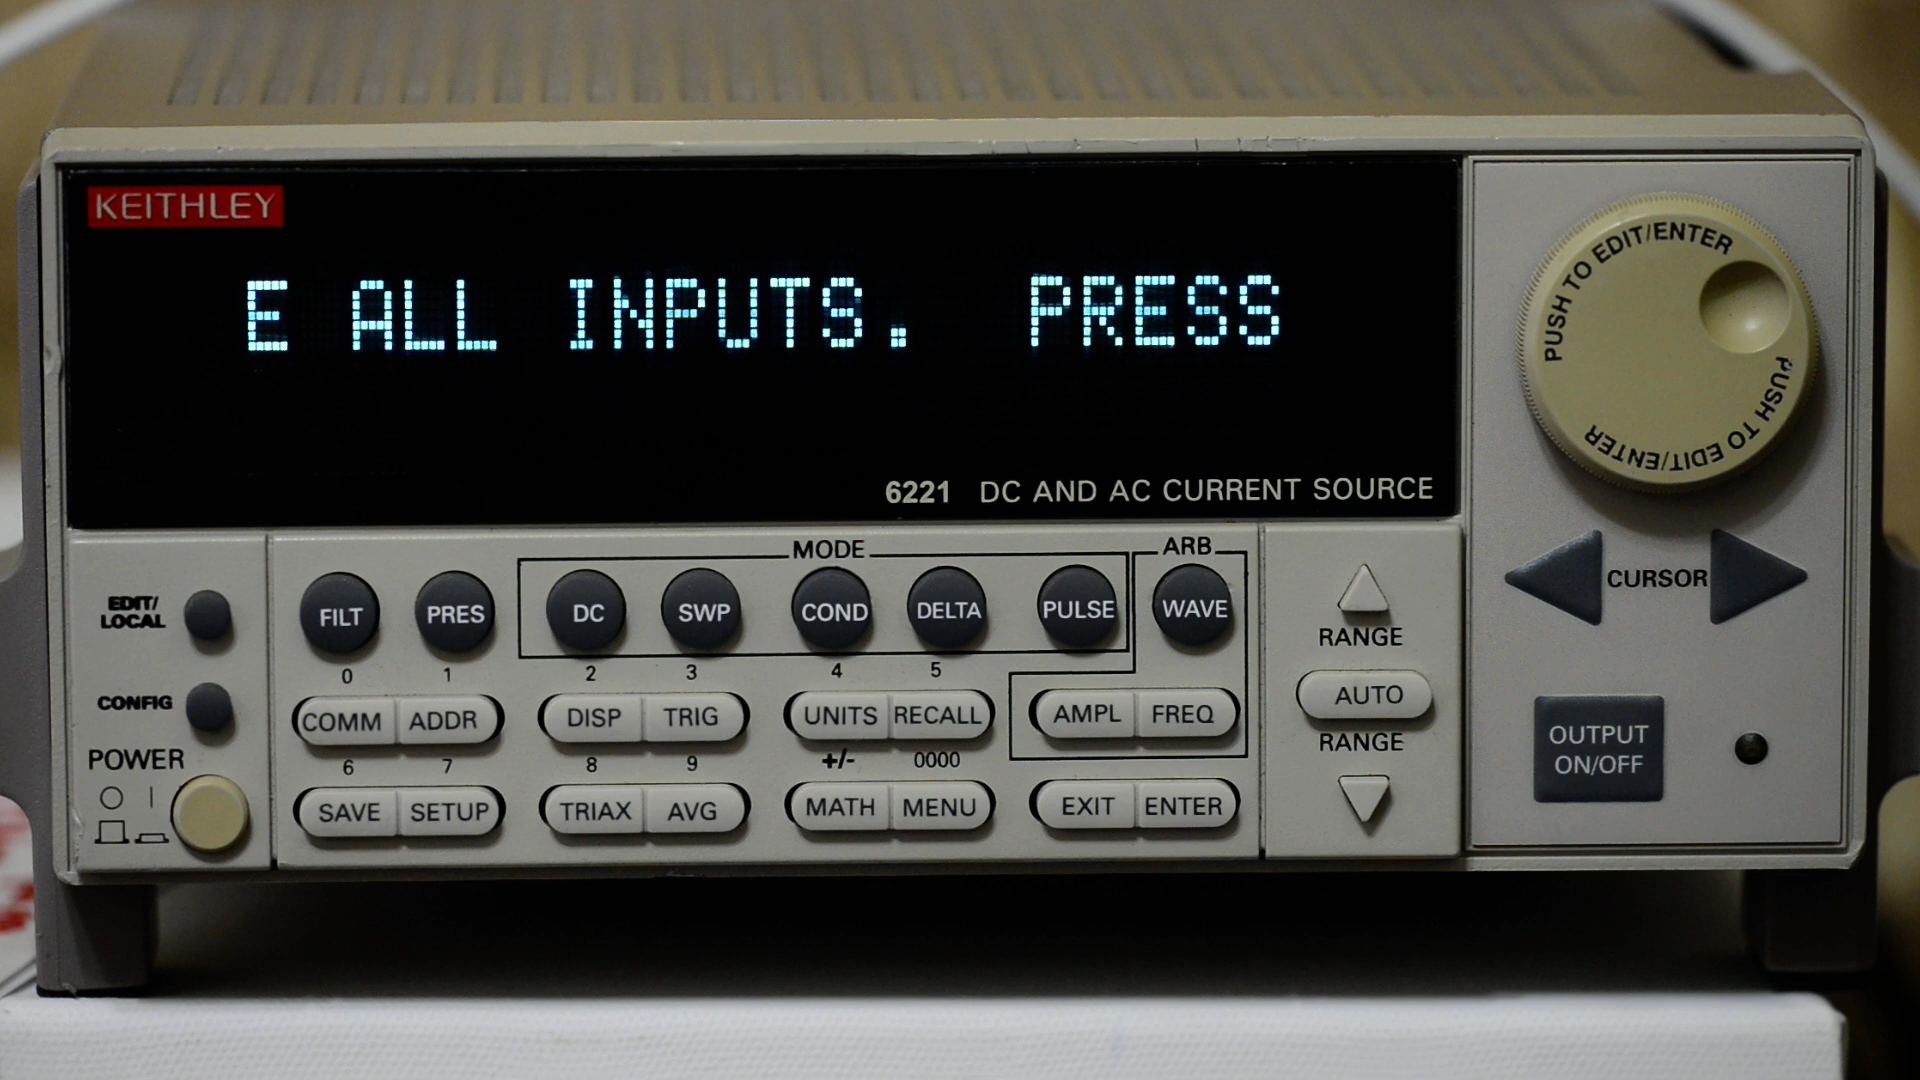 KEITHLEY
E ALL INPUTS. PRESS
6221 DC AND AC CURRENT SOURCE
PUSH TO EDIT/ENTER
PUSH TO EDIT/ENTER
MODE
ARB
EDIT/
LOCAL
FILT PRES DC SWP COND DELTA PULSE WAVE
CURSOR
RANGE
0 1 2 3 4 5
CONFIG
COMM ADDR DISP TRIG UNITS RECALL AMPL FREQ
AUTO
OUTPUT
ON/OFF
RANGE
POWER
6 7 8 9 +/- 0000
SAVE SETUP TRIAX AVG MATH MENU EXIT ENTER